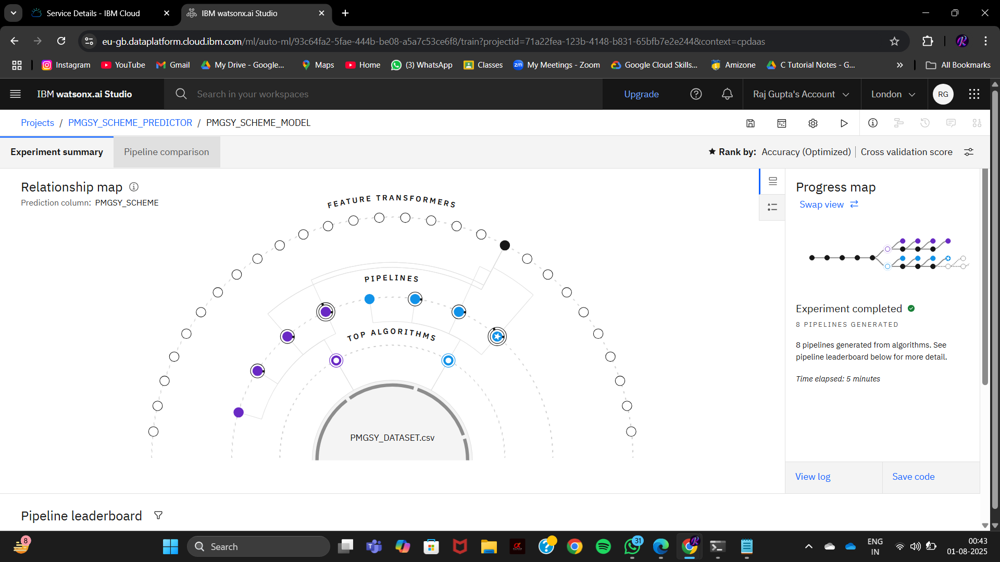 Service Details - IBM Cloud
IBM watsonx.ai Studio
eu-gb.dataplatform.cloud.ibm.com/ml/auto-ml/93c64fa2-5fae-444b-be08-a5a7c53ce6f8/train?projectid=71a22fea-123b-4148-b831-65bfb7e2e244&context=cpdaas
Instagram
YouTube
Gmail
My Drive - Google...
Maps
Home
(3) WhatsApp
Classes
zm My Meetings - Zoom
Google Cloud Skills...
Amizone
C Tutorial Notes - G...
All Bookmarks
IBM watsonx.ai Studio
Search in your workspaces
Upgrade
Raj Gupta's Account
London
RG
Projects / PMGSY_SCHEME_PREDICTOR / PMGSY_SCHEME_MODEL
Experiment summary
Pipeline comparison
Rank by: Accuracy (Optimized) | Cross validation score
Relationship map
Prediction column: PMGSY_SCHEME
FEATURE TRANSFORMERS
PIPELINES
TOP ALGORITHMS
PMGSY_DATASET.csv
Progress map
Swap view
Experiment completed
8 PIPELINES GENERATED
8 pipelines generated from algorithms. See
pipeline leaderboard below for more detail.
Time elapsed: 5 minutes
View log
Save code
Pipeline leaderboard
8
Search
31
ENG
IN
00:43
01-08-2025